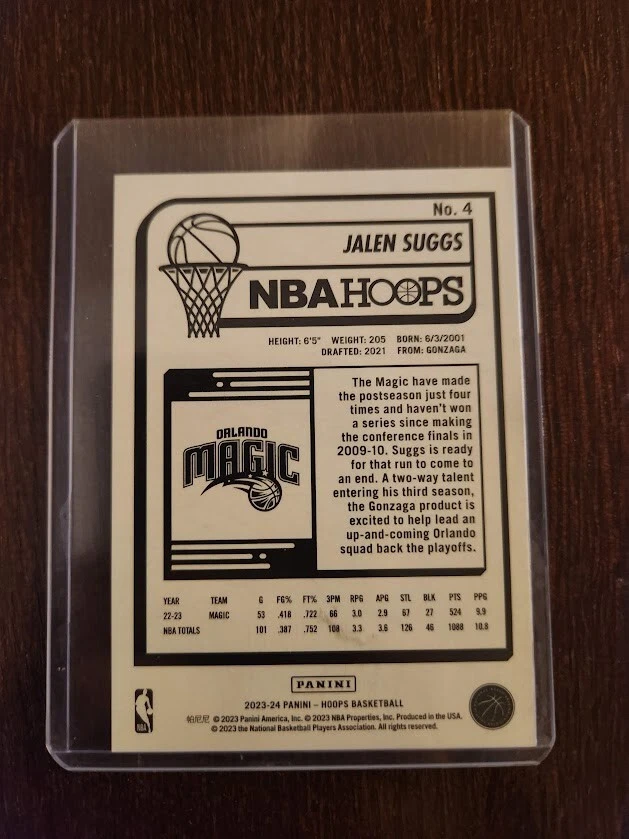 No. 4
JALEN SUGGS
NBA HOOPS
HEIGHT: 6'5" WEIGHT: 205 BORN: 6/3/2001
DRAFTED: 2021 FROM: GONZAGA
The Magic have made
the postseason just four
times and haven't won
a series since making
the conference finals in
2009-10. Suggs is ready
for that run to come to
an end. A two-way talent
entering his third season,
the Gonzaga product is
excited to help lead an
up-and-coming Orlando
squad back the playoffs.
ORLANDO
MAGIC
YEAR TEAM G FG% FT% 3PM RPG APG STL BLK PTS PPG
22-23 MAGIC 53 .418 .722 66 3.0 2.9 67 27 524 9.9
NBA TOTALS 101 .387 .752 108 3.3 3.6 126 46 1088 10.8
PANINI
2023-24 PANINI – HOOPS BASKETBALL
帕尼尼 © 2023 Panini America, Inc. © 2023 NBA Properties, Inc. Produced in the USA.
© 2023 the National Basketball Players Association. All rights reserved.
NBA